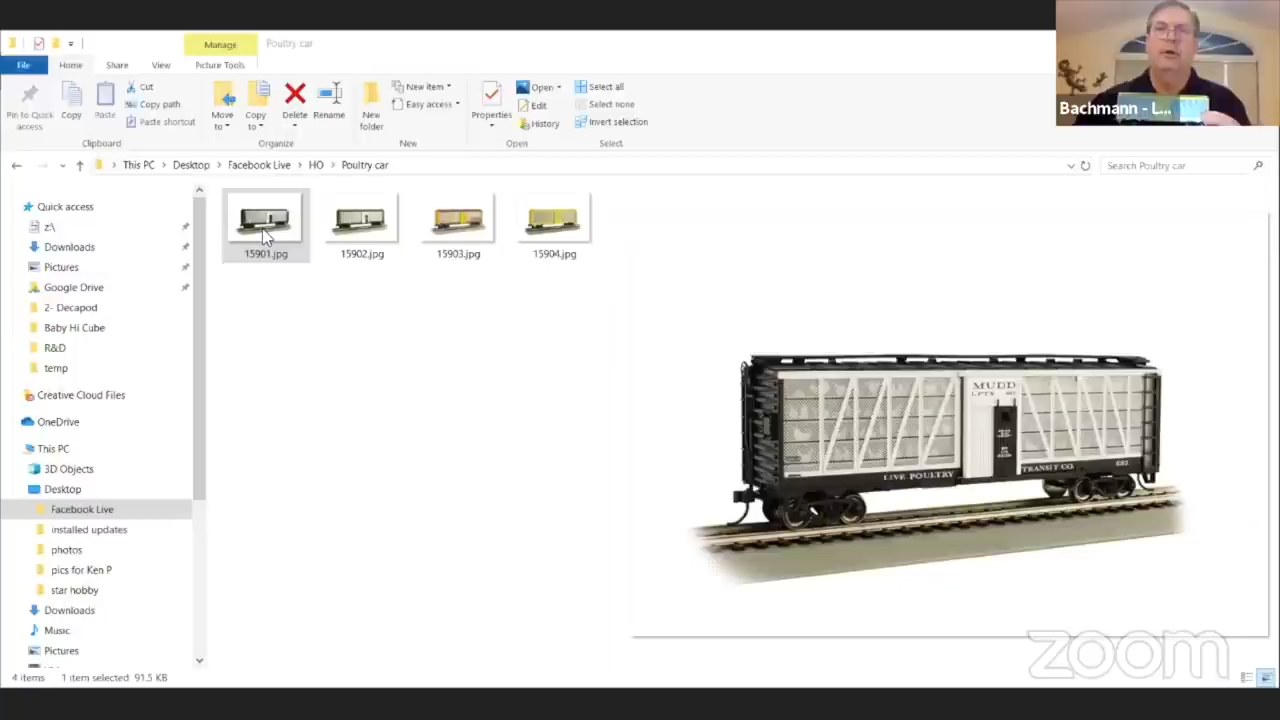 Manage
Poultry car
File
Home
Share
View
Picture Tools
Pin to Quick access
Copy
Paste
Cut
Copy path
Paste shortcut
Clipboard
Move to
Copy to
Delete
Rename
Organize
New folder
New item
Easy access
New
Properties
Open
Edit
History
Open
Select all
Select none
Invert selection
Select
Bachmann - L...
This PC > Desktop > Facebook Live > HO > Poultry car
Search Poultry car
Quick access
z:\
Downloads
Pictures
Google Drive
2- Decapod
Baby Hi Cube
R&D
temp
Creative Cloud Files
OneDrive
This PC
3D Objects
Desktop
Facebook Live
installed updates
photos
pics for Ken P
star hobby
Downloads
Music
Pictures
15901.jpg
15902.jpg
15903.jpg
15904.jpg
MUDD
LIVE POULTRY
TRANSIT CO.
4 items
1 item selected 91.5 KB
zoom